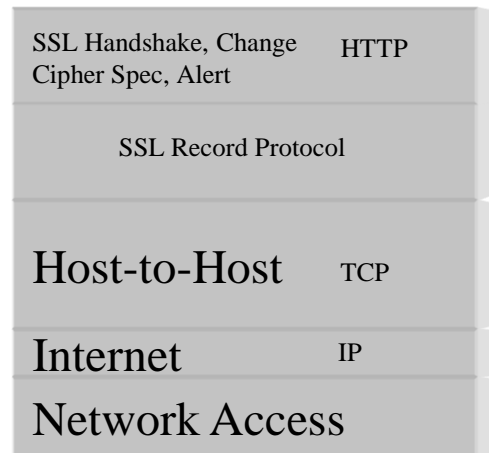 SSL Handshake, Change HTTP
Cipher Spec, Alert
SSL Record Protocol
Host-to-Host TCP
Internet IP
Network Access